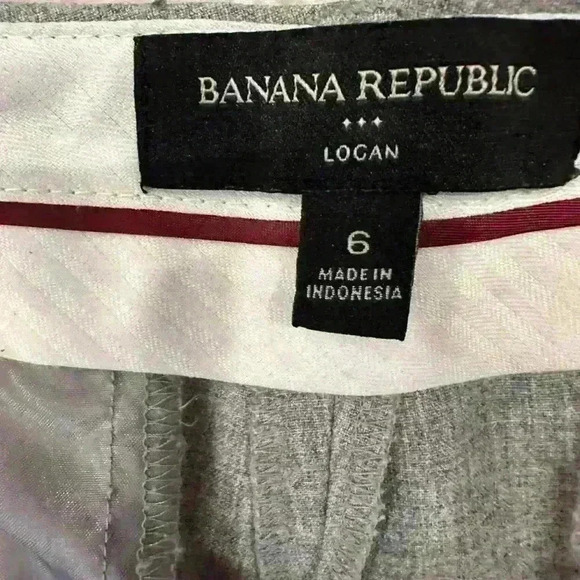 BANANA REPUBLIC
LOGAN
6
MADE IN
INDONESIA